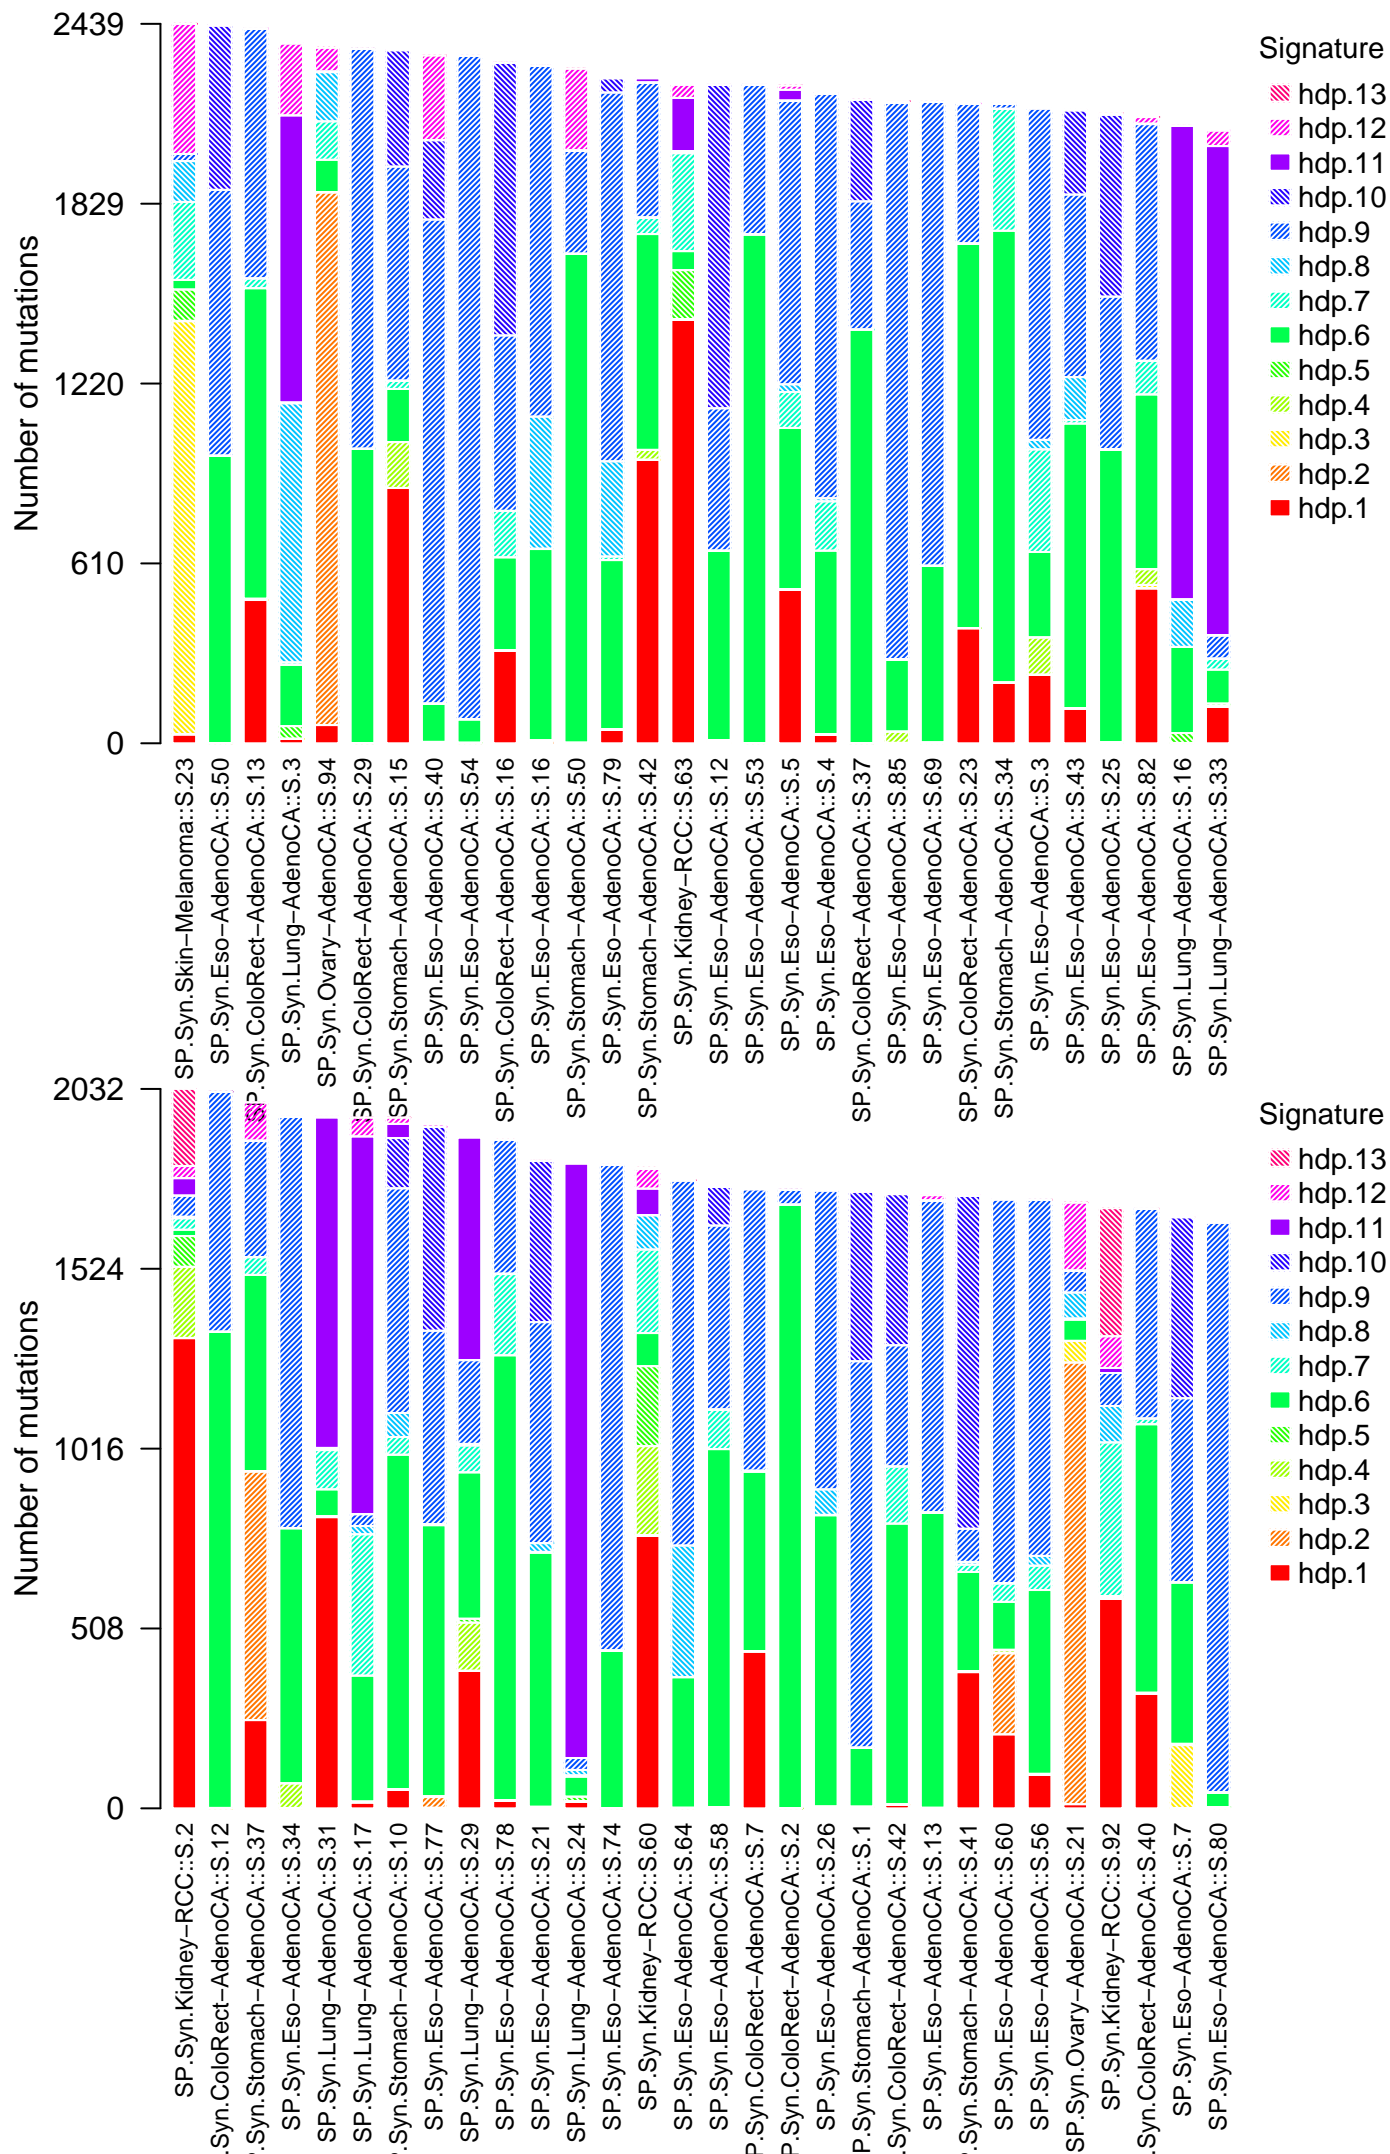 Number of mutations
2439
1829
1220
610
0
Signature
hdp.13
hdp.12
hdp.11
hdp.10
hdp.9
hdp.8
hdp.7
hdp.6
hdp.5
hdp.4
hdp.3
hdp.2
hdp.1
SP.Syn.Skin−Melanoma::S.23
SP.Syn.Eso−AdenoCA::S.50
SP.Syn.ColoRect−AdenoCA::S.13
SP.Syn.Lung−AdenoCA::S.3
SP.Syn.Ovary−AdenoCA::S.94
SP.Syn.ColoRect−AdenoCA::S.29
SP.Syn.Stomach−AdenoCA::S.15
SP.Syn.Eso−AdenoCA::S.40
SP.Syn.Eso−AdenoCA::S.54
SP.Syn.ColoRect−AdenoCA::S.16
SP.Syn.Eso−AdenoCA::S.16
SP.Syn.Stomach−AdenoCA::S.50
SP.Syn.Eso−AdenoCA::S.79
SP.Syn.Stomach−AdenoCA::S.42
SP.Syn.Kidney−RCC::S.63
SP.Syn.Eso−AdenoCA::S.12
SP.Syn.Eso−AdenoCA::S.53
SP.Syn.Eso−AdenoCA::S.5
SP.Syn.Eso−AdenoCA::S.4
SP.Syn.ColoRect−AdenoCA::S.37
SP.Syn.Eso−AdenoCA::S.85
SP.Syn.Eso−AdenoCA::S.69
SP.Syn.ColoRect−AdenoCA::S.23
SP.Syn.Stomach−AdenoCA::S.34
SP.Syn.Eso−AdenoCA::S.3
SP.Syn.Eso−AdenoCA::S.43
SP.Syn.Eso−AdenoCA::S.25
SP.Syn.Eso−AdenoCA::S.82
SP.Syn.Lung−AdenoCA::S.16
SP.Syn.Lung−AdenoCA::S.33
Number of mutations
2032
1524
1016
508
0
Signature
hdp.13
hdp.12
hdp.11
hdp.10
hdp.9
hdp.8
hdp.7
hdp.6
hdp.5
hdp.4
hdp.3
hdp.2
hdp.1
SP.Syn.Kidney−RCC::S.2
.Syn.ColoRect−AdenoCA::S.12
P.Syn.Stomach−AdenoCA::S.37
SP.Syn.Eso−AdenoCA::S.34
SP.Syn.Lung−AdenoCA::S.31
SP.Syn.Lung−AdenoCA::S.17
P.Syn.Stomach−AdenoCA::S.10
SP.Syn.Eso−AdenoCA::S.77
SP.Syn.Lung−AdenoCA::S.29
SP.Syn.Eso−AdenoCA::S.78
SP.Syn.Eso−AdenoCA::S.21
SP.Syn.Lung−AdenoCA::S.24
SP.Syn.Eso−AdenoCA::S.74
SP.Syn.Kidney−RCC::S.60
SP.Syn.Eso−AdenoCA::S.64
SP.Syn.Eso−AdenoCA::S.58
P.Syn.ColoRect−AdenoCA::S.7
P.Syn.ColoRect−AdenoCA::S.2
SP.Syn.Eso−AdenoCA::S.26
SP.Syn.Stomach−AdenoCA::S.1
.Syn.ColoRect−AdenoCA::S.42
SP.Syn.Eso−AdenoCA::S.13
P.Syn.Stomach−AdenoCA::S.41
SP.Syn.Eso−AdenoCA::S.60
SP.Syn.Eso−AdenoCA::S.56
SP.Syn.Ovary−AdenoCA::S.21
SP.Syn.Kidney−RCC::S.92
.Syn.ColoRect−AdenoCA::S.40
SP.Syn.Eso−AdenoCA::S.7
SP.Syn.Eso−AdenoCA::S.80